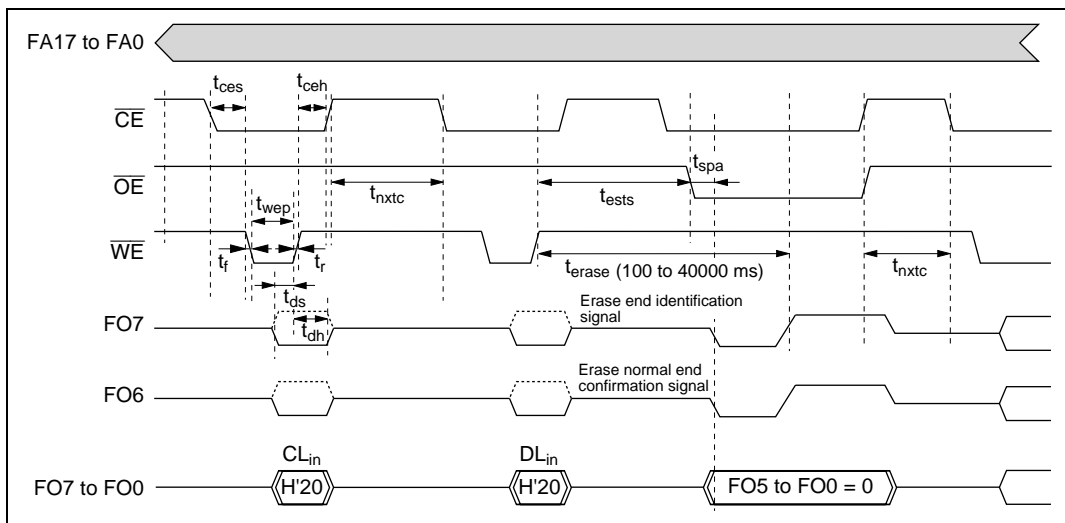 FA17 to FA0
tces
tceh
CE
tspa
OE
tnxtc
tests
twep
WE
tf
tr
terase (100 to 40000 ms)
tnxtc
tds
Erase end identification
signal
FO7
tdh
Erase normal end
confirmation signal
FO6
CLin
DLin
FO7 to FO0
H'20
H'20
FO5 to FO0 = 0